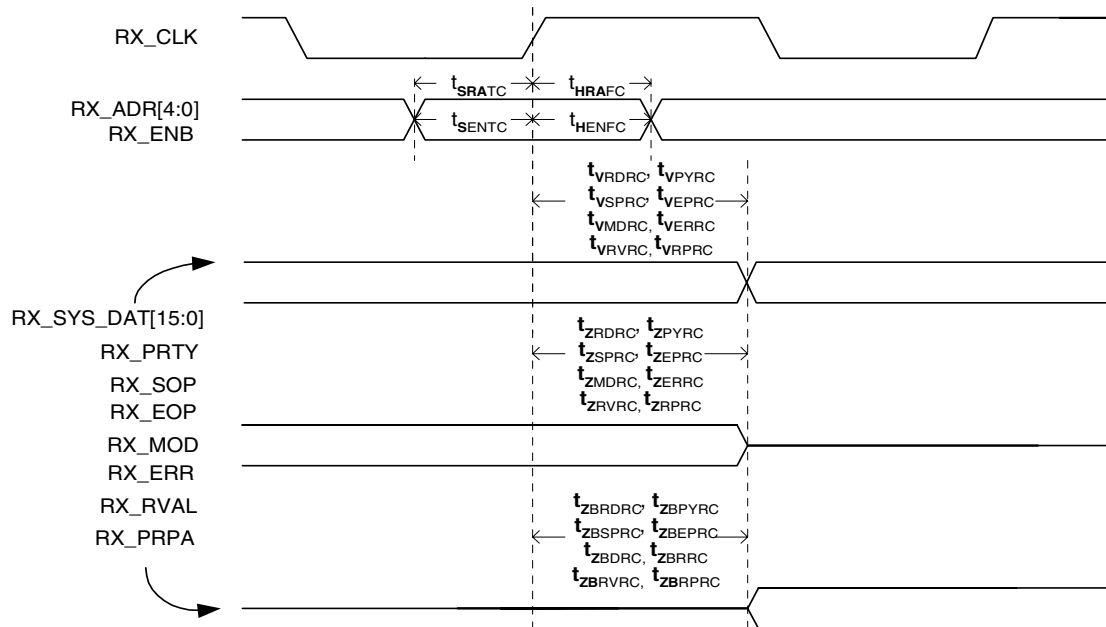 RX_CLK
tSRATC tHRAFC
RX_ADR[4:0]
RX_ENB
tSENTC tHENFC
tVRDRC, tVPYRC
tVSPRC, tVEPRC
tVMDRC, tVERRC
tVRVRC, tVRPRC
RX_SYS_DAT[15:0]
RX_PRTY
RX_SOP
RX_EOP
RX_MOD
RX_ERR
RX_RVAL
RX_PRPA
tZRDRC, tZPYRC
tZSPRC, tZEPRC
tZMDRC, tZERRC
tZRVRC, tZRPRC
tZBRDRC, tZBPYRC
tZBSPRC, tZBEPRC
tZBDRC, tZBRRC
tZBRVRC, tZBRPRC